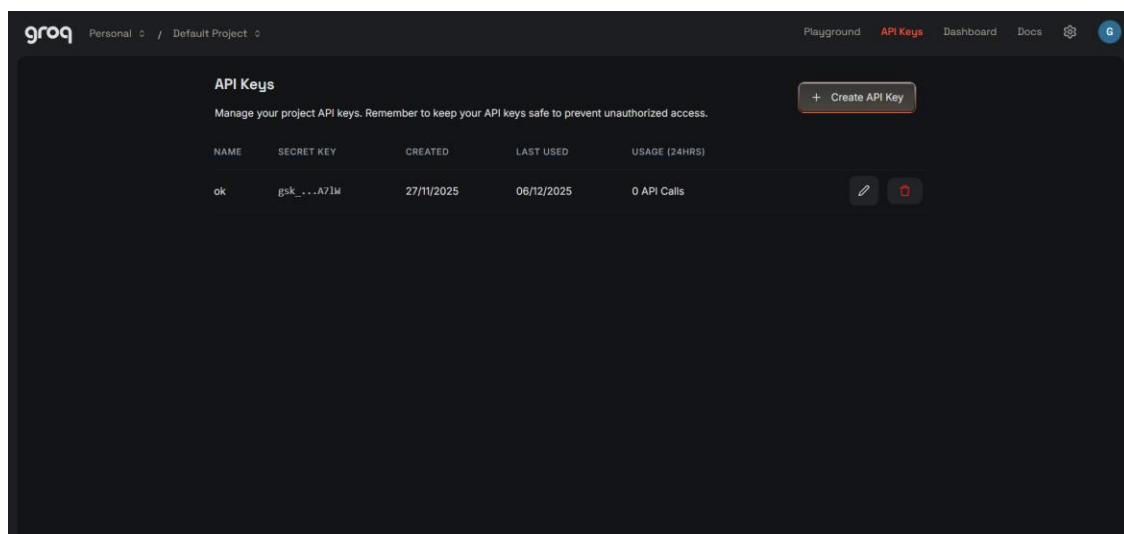 groq Personal / Default Project Playground API Keys Dashboard Docs G
API Keys
+ Create API Key
Manage your project API keys. Remember to keep your API keys safe to prevent unauthorized access.
NAME SECRET KEY CREATED LAST USED USAGE (24HRS)
ok gsk_...A7lW 27/11/2025 06/12/2025 0 API Calls